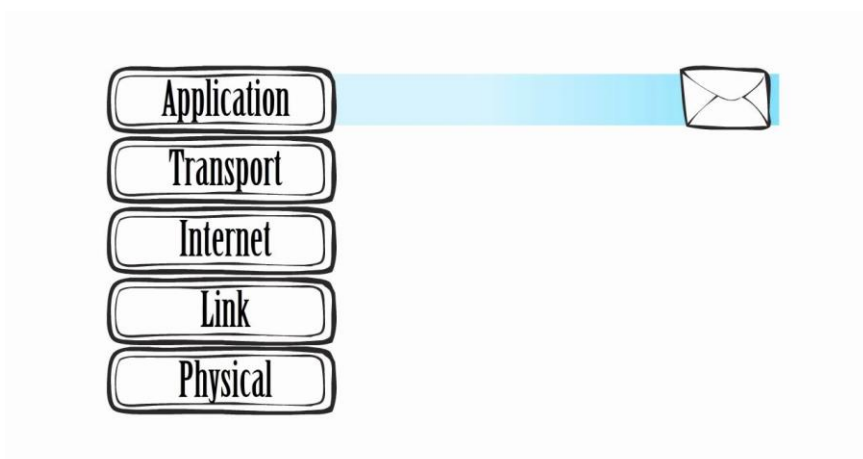 Application
Transport
Internet
Link
Physical